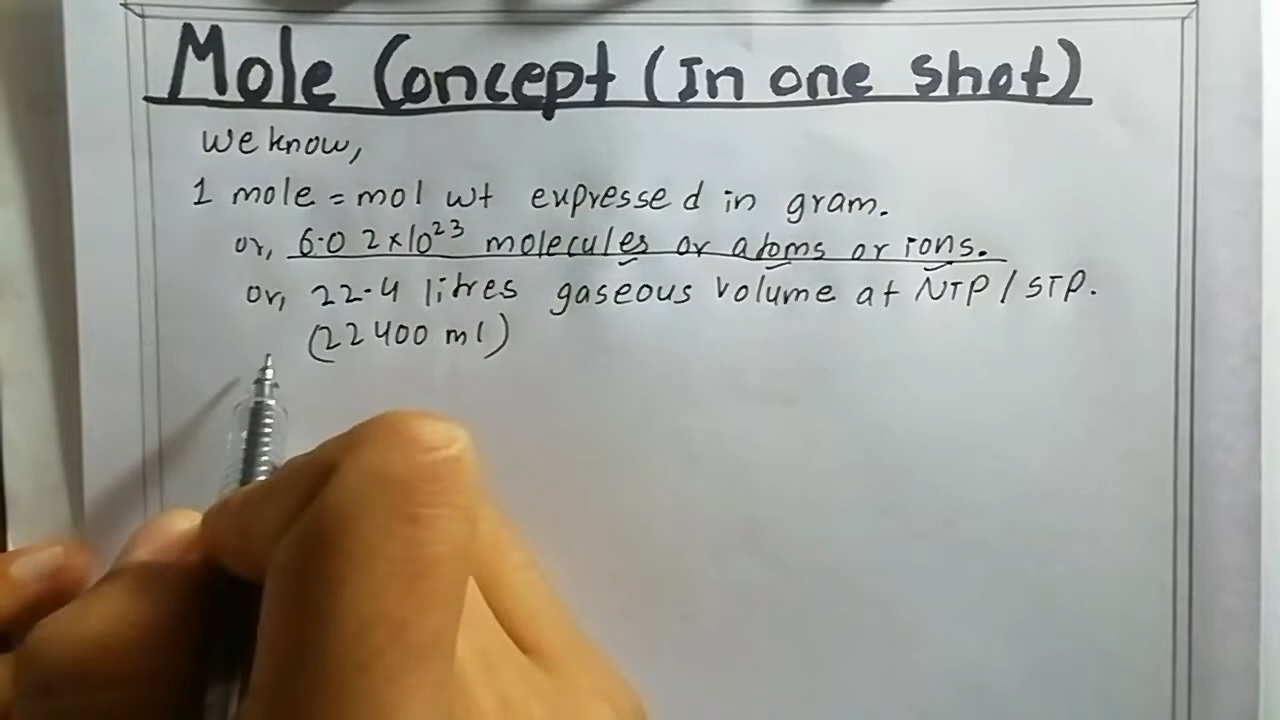 Mole Concept (In one shot)
We know,
1 mole = mol wt expressed in gram.
or, 6.02×10²³ molecules or atoms or ions.
or, 22.4 litres gaseous volume at NTP/STP.
(22400 ml)